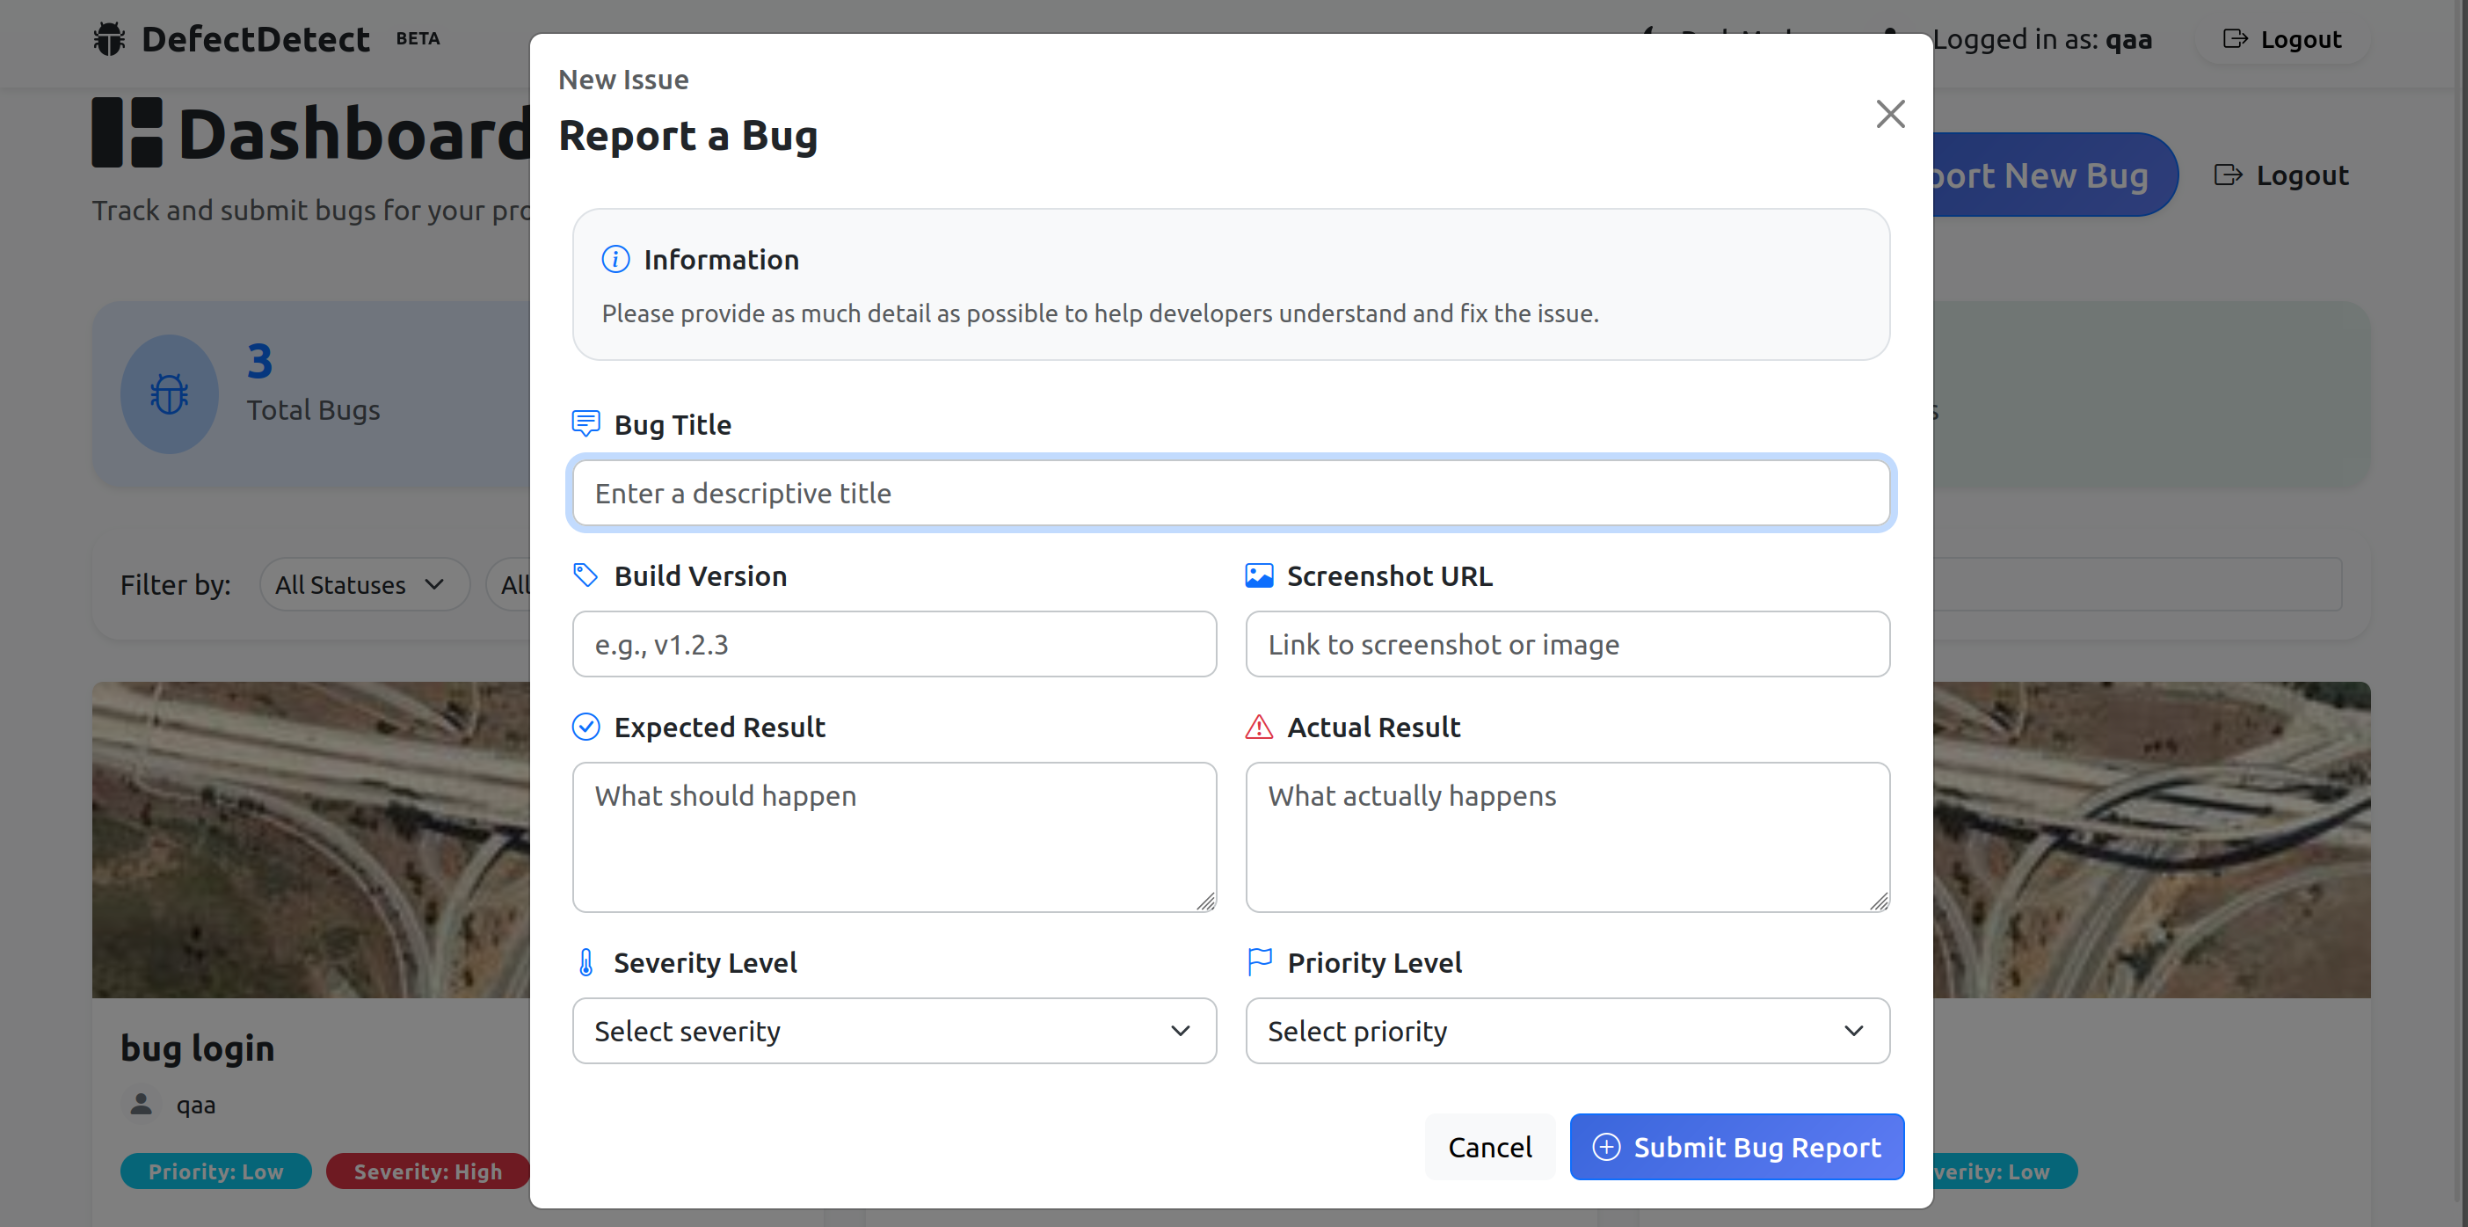 DefectDetect BETA
Logged in as: qaa
Logout
Dashboard
Track and submit bugs for your
New Bug
Logout
3
Total Bugs
Filter by:
All Statuses
All
New Issue
Report a Bug
Information
Please provide as much detail as possible to help developers understand and fix the issue.
Bug Title
Enter a descriptive title
Build Version
Screenshot URL
e.g., v1.2.3
Link to screenshot or image
Expected Result
Actual Result
What should happen
What actually happens
Severity Level
Priority Level
Select severity
Select priority
Cancel
Submit Bug Report
bug login
qaa
Priority: Low
Severity: High
Low